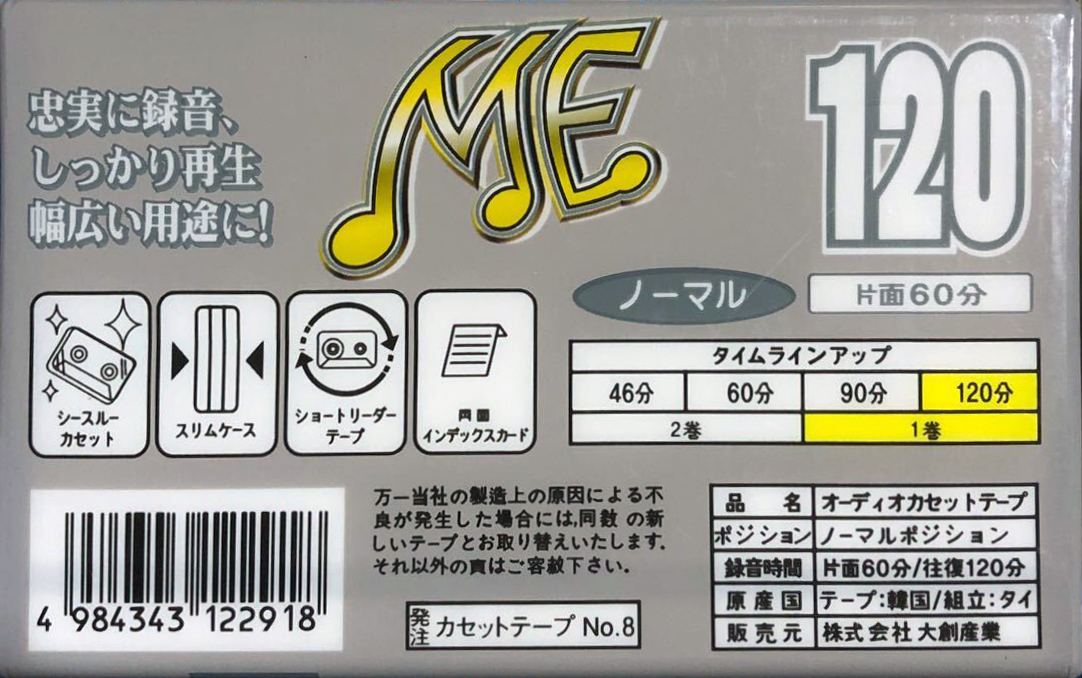 ME
120
忠実に録音、
しっかり再生
幅広い用途に!
ノーマル
片面60分
シースルー
カセット
スリムケース
ショートリーダー
テープ
両面
インデックスカード
タイムラインアップ
46分 60分 90分 120分
2巻 1巻
万一当社の製造上の原因による不
良が発生した場合には,同数 の新
しいテープとお取り替えいたします.
それ以外の責はご容赦下さい.
発注 カセットテープ No.8
品名 オーディオカセットテープ
ポジション ノーマルポジション
録音時間 片面60分/往復120分
原産国 テープ:韓国/組立:タイ
販売元 株式会社大創産業
4 984343 122918